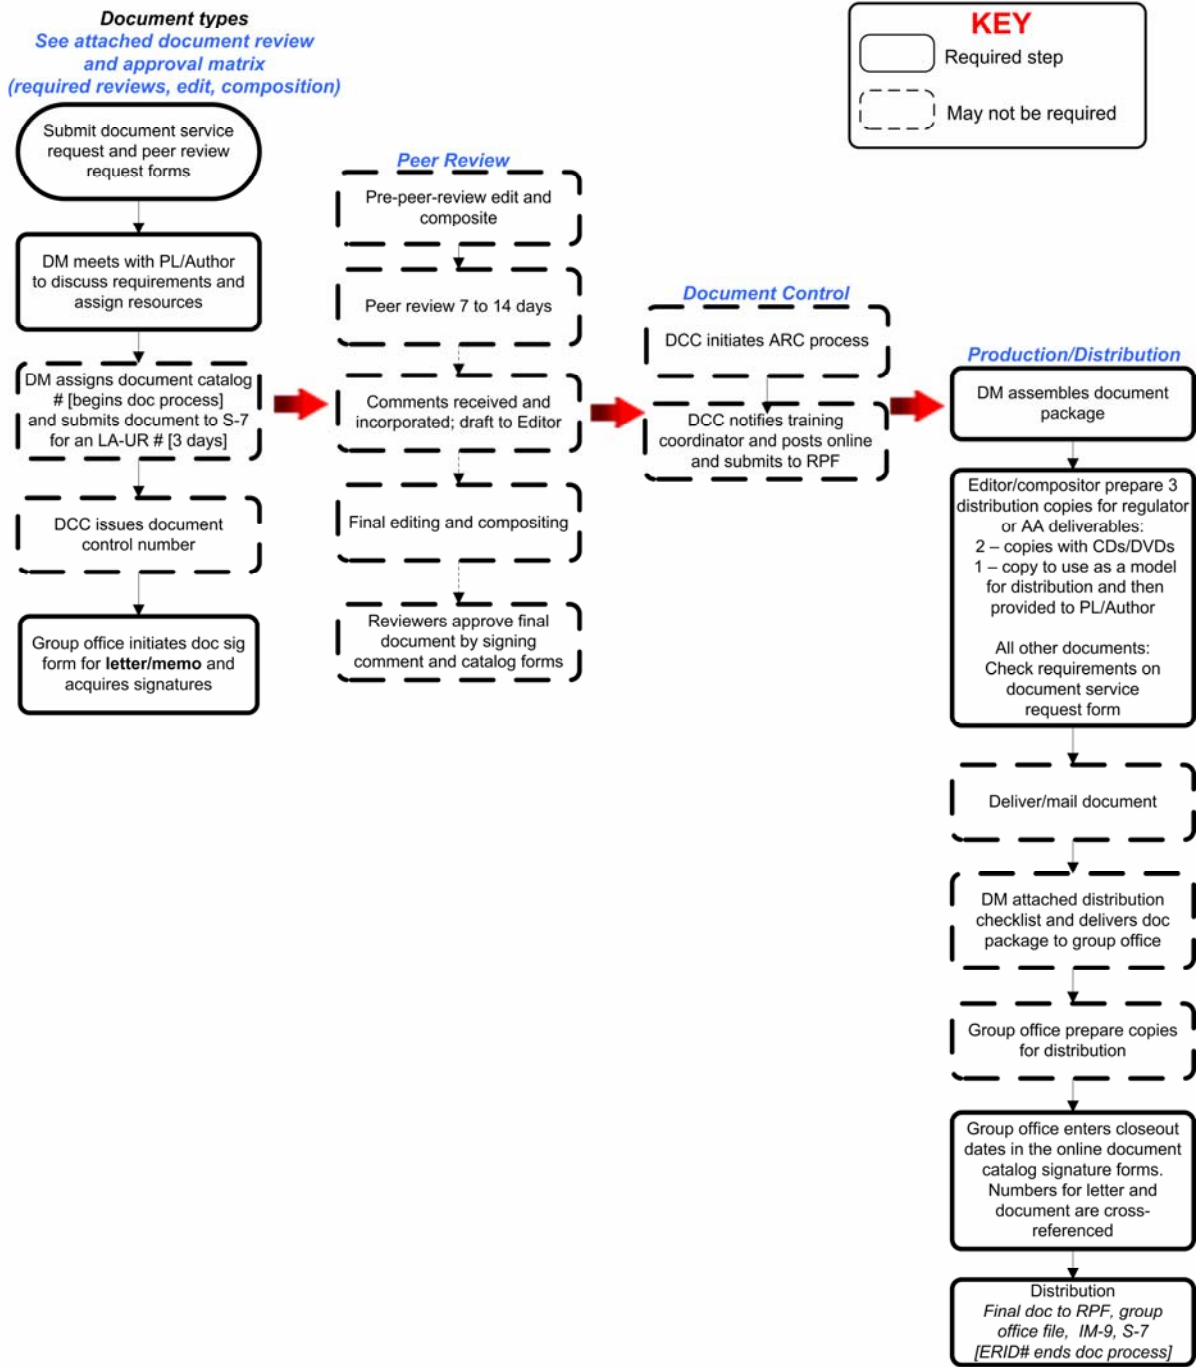 Document types
See attached document review
and approval matrix
(required reviews, edit, composition)
Submit document service
request and peer review
request forms
DM meets with PL/Author
to discuss requirements and
assign resources
DM assigns document catalog
# [begins doc process]
and submits document to S-7
for an LA-UR # [3 days]
DCC issues document
control number
Group office initiates doc sig
form for letter/memo and
acquires signatures
Peer Review
Pre-peer-review edit and
composite
Peer review 7 to 14 days
Comments received and
incorporated; draft to Editor
Final editing and compositing
Reviewers approve final
document by signing
comment and catalog forms
Document Control
DCC initiates ARC process
DCC notifies training
coordinator and posts online
and submits to RPF
KEY
Required step
May not be required
Production/Distribution
DM assembles document
package
Editor/compositor prepare 3
distribution copies for regulator
or AA deliverables:
2 – copies with CDs/DVDs
1 – copy to use as a model
for distribution and then
provided to PL/Author
All other documents:
Check requirements on
document service
request form
Deliver/mail document
DM attached distribution
checklist and delivers doc
package to group office
Group office prepare copies
for distribution
Group office enters closeout
dates in the online document
catalog signature forms.
Numbers for letter and
document are cross-
referenced
Distribution
Final doc to RPF, group
office file, IM-9, S-7
[ERID# ends doc process]